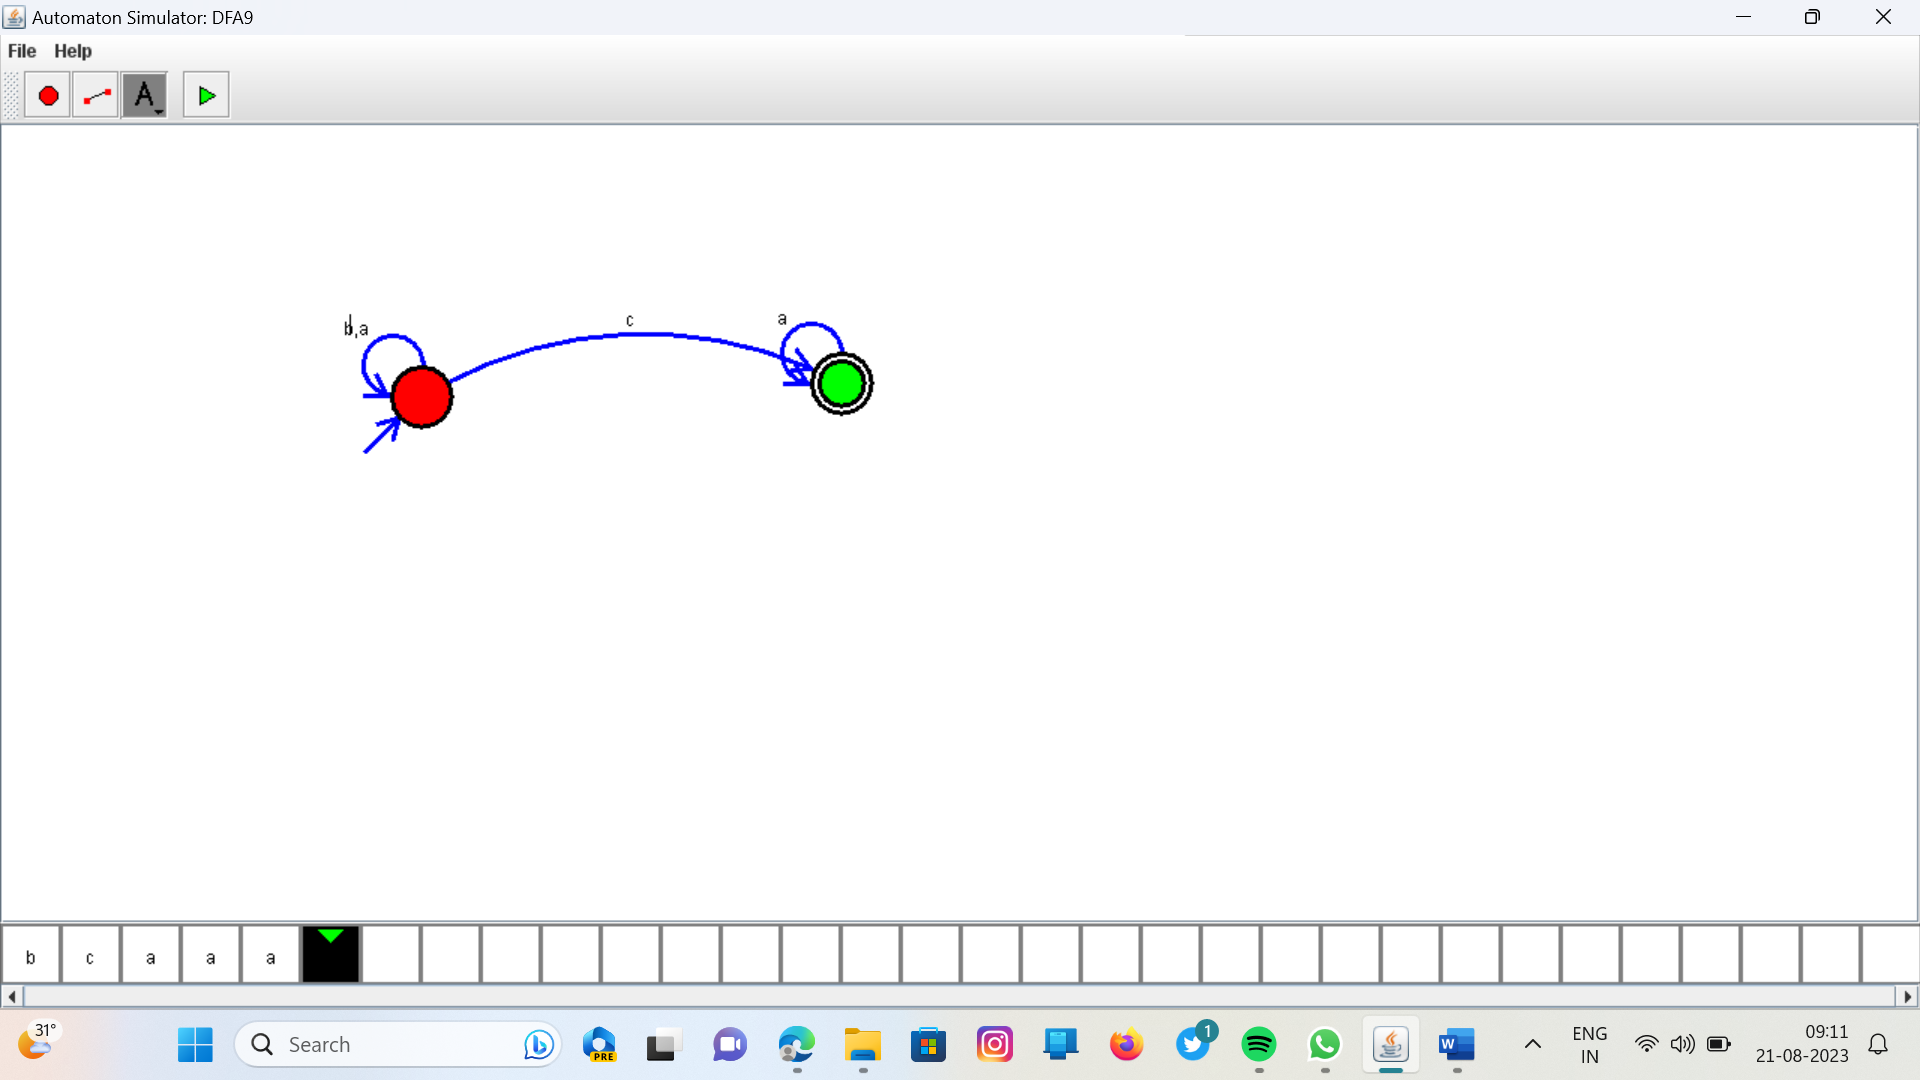 Automaton Simulator: DFA9
File Help
A
c
a
b,a
b c a a a
31°
Search
PRE
1
W
ENG
IN
09:11
21-08-2023